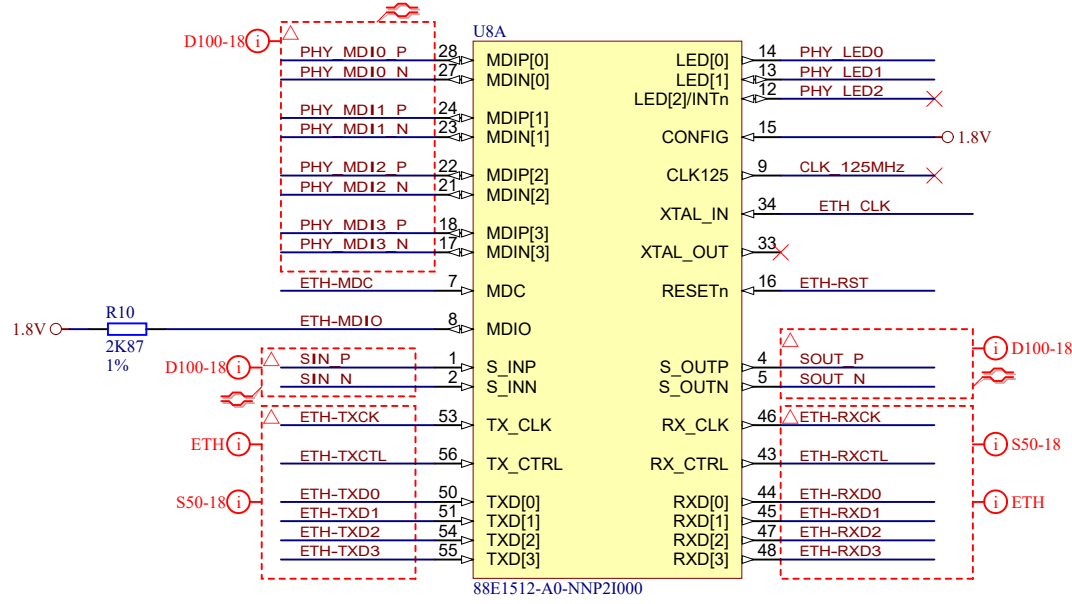 U8A
D100-18
PHY_MDI0_P 28 MDIP[0] LED[0] 14 PHY_LED0
PHY_MDI0_N 27 MDIN[0] LED[1] 13 PHY_LED1
LED[2]/INTn 12 PHY_LED2
PHY_MDI1_P 24 MDIP[1]
PHY_MDI1_N 23 MDIN[1] CONFIG 15 1.8V
PHY_MDI2_P 22 MDIP[2] CLK125 9 CLK_125MHz
PHY_MDI2_N 21 MDIN[2]
XTAL_IN 34 ETH_CLK
PHY_MDI3_P 18 MDIP[3]
PHY_MDI3_N 17 MDIN[3] XTAL_OUT 33
ETH-MDC 7 MDC RESETn 16 ETH-RST
R10
1.8V ETH-MDIO 8 MDIO
2K87
1%
D100-18 SIN_P 1 S_INP S_OUTP 4 SOUT_P D100-18
SIN_N 2 S_INN S_OUTN 5 SOUT_N
ETH-TXCK 53 TX_CLK RX_CLK 46 ETH-RXCK
ETH S50-18
ETH-TXCTL 56 TX_CTRL RX_CTRL 43 ETH-RXCTL
S50-18 ETH-TXD0 50 TXD[0] RXD[0] 44 ETH-RXD0 ETH
ETH-TXD1 51 TXD[1] RXD[1] 45 ETH-RXD1
ETH-TXD2 54 TXD[2] RXD[2] 47 ETH-RXD2
ETH-TXD3 55 TXD[3] RXD[3] 48 ETH-RXD3
88E1512-A0-NNP2I000